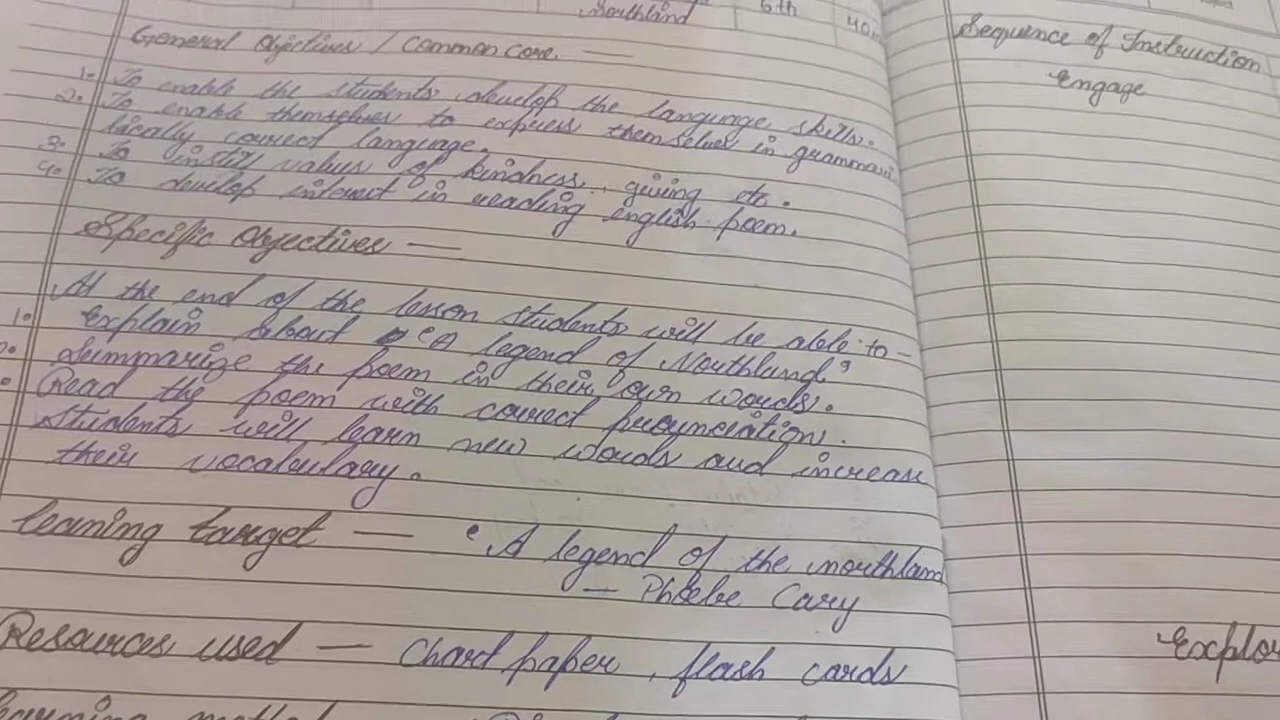 Northland 6th 40
General Objectives / Common core. —
1. To enable the students develop the language skills.
2. To enable themselves to express themselves in grammati
tically correct language.
3. To instill values of kindness, giving etc.
4. To develop interest in reading english poem.
Specific Objectives —
At the end of the lesson students will be able to -
1. Explain about "A legend of Northland"
2. Summarize the poem in their own words.
Read the poem with correct pronunciation.
Students will learn new words and increase
their vocabulary.
leaning target — "A legend of the northland
— Phoebe Cary
Resources used — Chart paper, flash cards
Sequence of Instruction
Engage
Explo